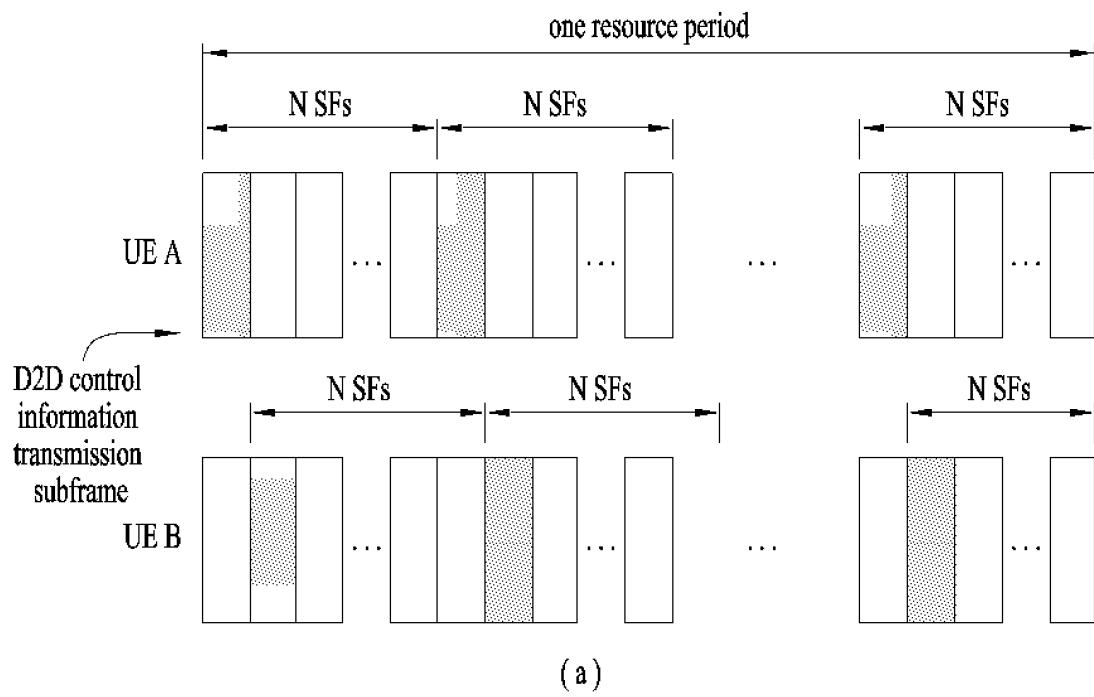 one resource period
N SFs
N SFs
N SFs
UE A
...
...
...
...
D2D control
information
transmission
subframe
N SFs
N SFs
N SFs
UE B
...
...
...
...
( a )